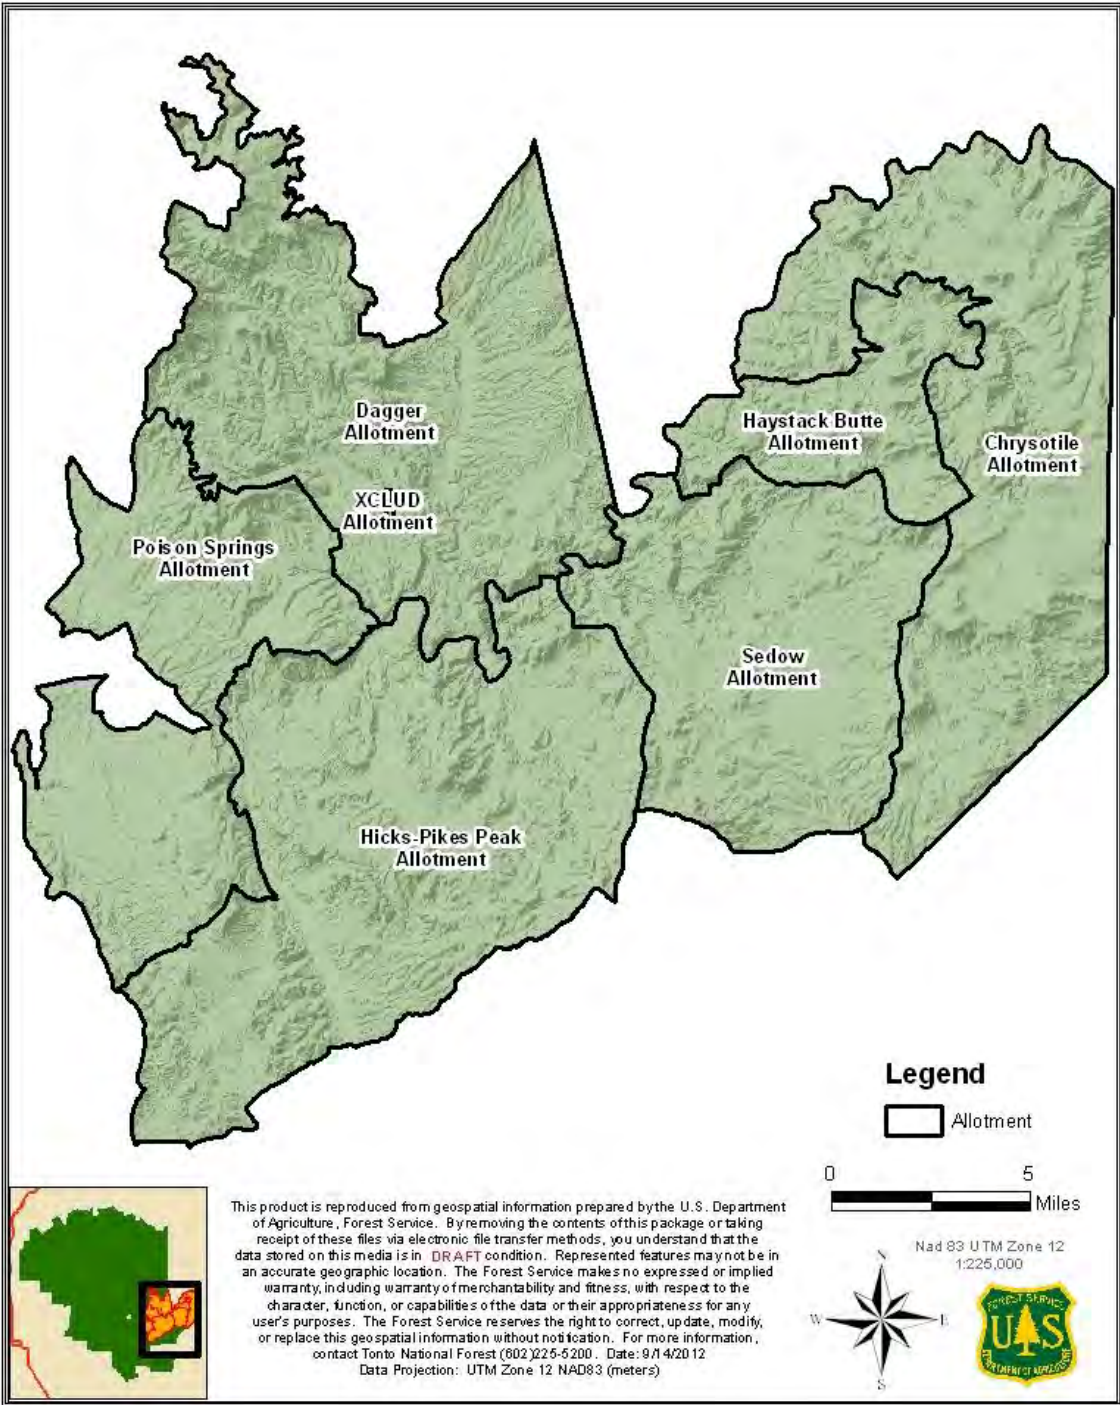 Dagger
Allotment
Haystack Butte
Allotment
Chrysotile
Allotment
XCLUD
Allotment
Poison Springs
Allotment
Sedow
Allotment
Hicks-Pikes Peak
Allotment
Legend
Allotment
0 5
Miles
This product is reproduced from geospatial information prepared by the U.S. Department
of Agriculture, Forest Service. By removing the contents of this package or taking
receipt of these files via electronic file transfer methods, you understand that the
data stored on this media is in DRAFT condition. Represented features may not be in
an accurate geographic location. The Forest Service makes no expressed or implied
warranty, including warranty of merchantability and fitness, with respect to the
character, function, or capabilities of the data or their appropriateness for any
user's purposes. The Forest Service reserves the right to correct, update, modify,
or replace this geospatial information without notification. For more information,
contact Tonto National Forest (602)225-5200. Date: 9/14/2012
Data Projection: UTM Zone 12 NAD83 (meters)
N
W E
S
Nad 83 UTM Zone 12
1:225,000
FOREST SERVICE
U S
DEPARTMENT OF AGRICULTURE